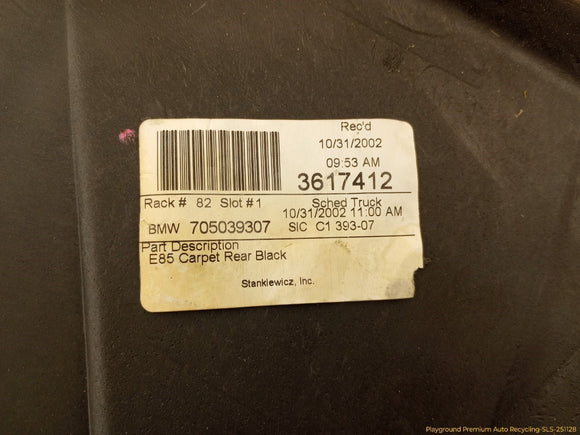 Rec'd
10/31/2002
09:53 AM
3617412
Rack # 82 Slot #1 Sched Truck
10/31/2002 11:00 AM
BMW 705039307 SIC C1 393-07
Part Description
E85 Carpet Rear Black
Stankiewicz, Inc.
Playground Premium Auto Recycling-SLS-251128